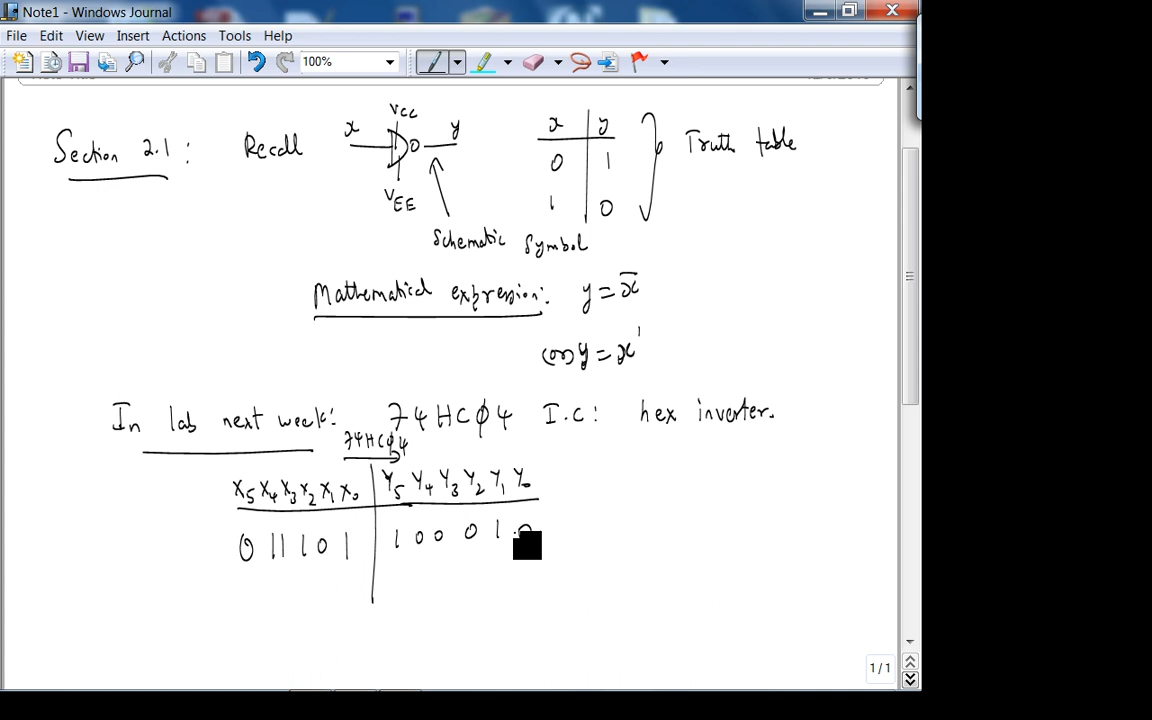 Note1 - Windows Journal
File Edit View Insert Actions Tools Help
100%
Section 2.1 : Recall x VCC y VEE
x y
0 1
1 0
Truth table
Schematic Symbol
Mathematical expression: y = x̅
(or) y = x'
In lab next week: 74HCϕ4 I.C: hex inverter.
74HCϕ4
X5 X4 X3 X2 X1 X0 Y5 Y4 Y3 Y2 Y1 Y0
0 1 1 1 0 1 1 0 0 0 1
1 / 1